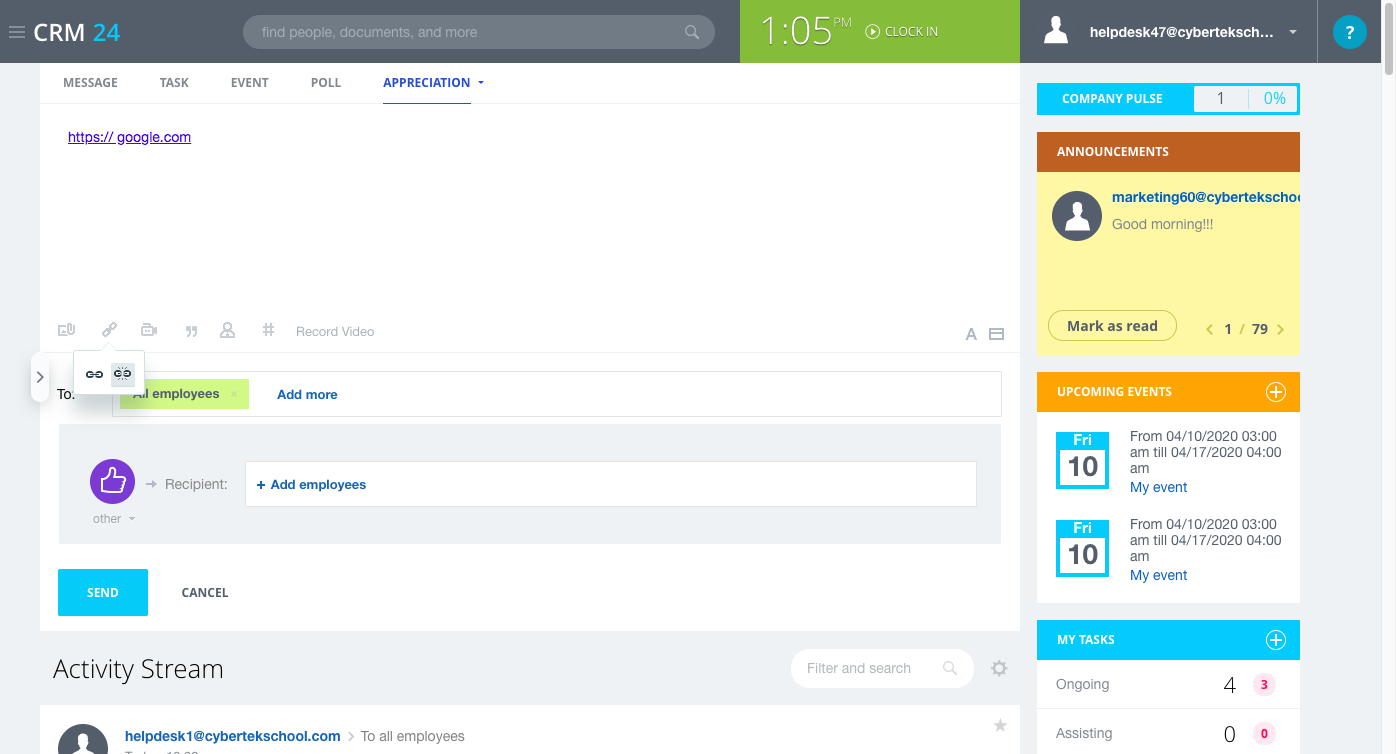 CRM 24
find people, documents, and more
1:05 PM
CLOCK IN
helpdesk47@cyberteksch...
?
MESSAGE
TASK
EVENT
POLL
APPRECIATION
https:// google.com
Record Video
A
To:
All employees ×
Add more
Recipient:
+ Add employees
other
SEND
CANCEL
Activity Stream
Filter and search
helpdesk1@cybertekschool.com
To all employees
COMPANY PULSE
1
0%
ANNOUNCEMENTS
marketing60@cybertekschoo
Good morning!!!
Mark as read
1 / 79
UPCOMING EVENTS
Fri
10
From 04/10/2020 03:00
am till 04/17/2020 04:00
am
My event
Fri
10
From 04/10/2020 03:00
am till 04/17/2020 04:00
am
My event
MY TASKS
Ongoing
4
3
Assisting
0
0